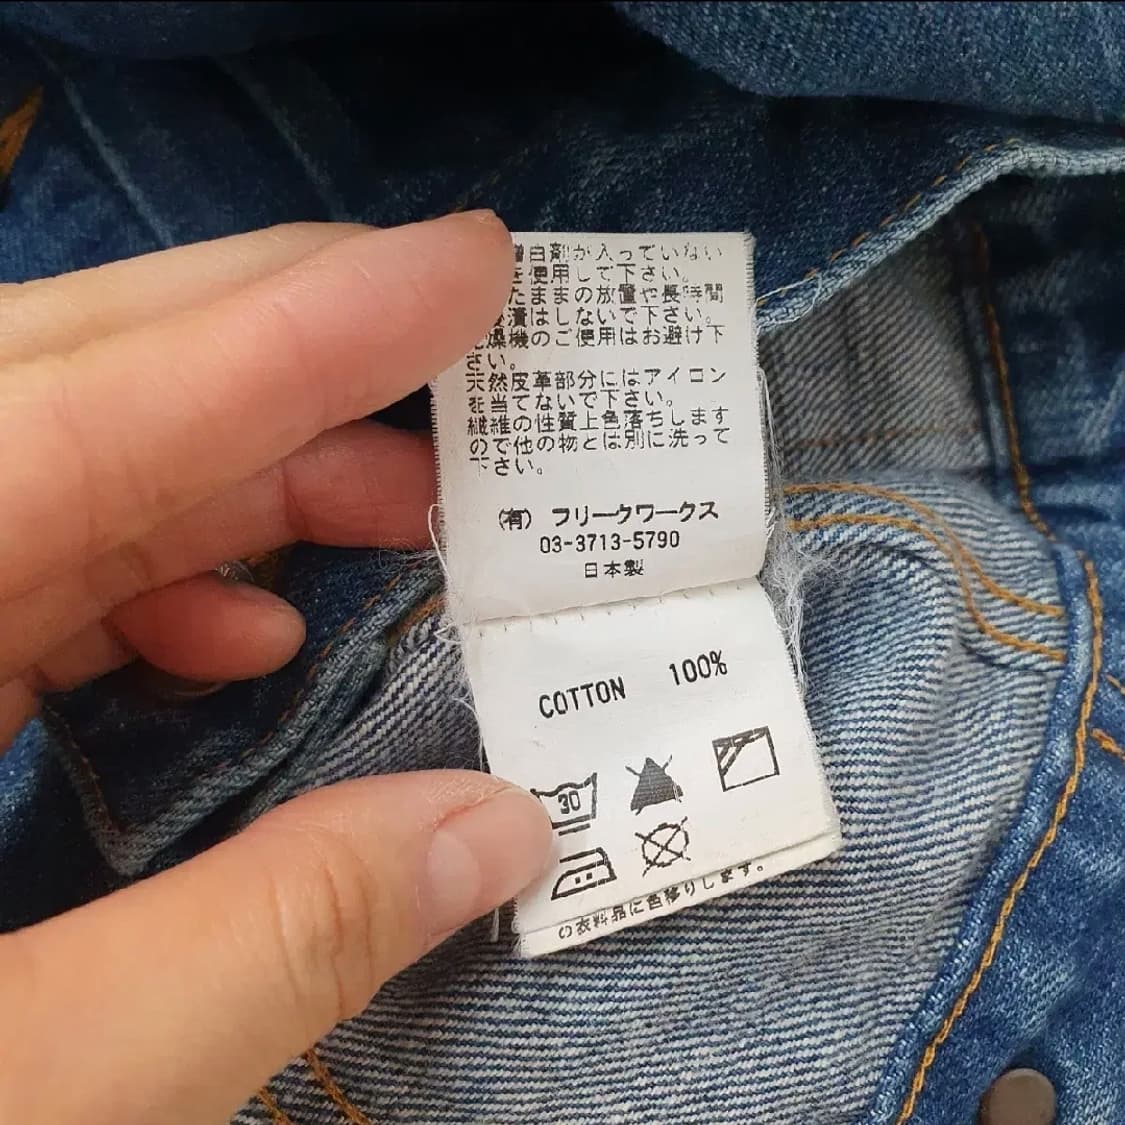 増白剤が入っていない
を使用して下さい。
たままの放置や長時間
漬はしないで下さい。
燥機のご使用はお避け下
さい。
天然皮革部分にはアイロン
を当てないで下さい。
繊維の性質上色落ちします
ので他の物とは別に洗って
下さい。
(有) フリークワークス
03-3713-5790
日本製
COTTON 100%
30
の衣料品に色移りします。